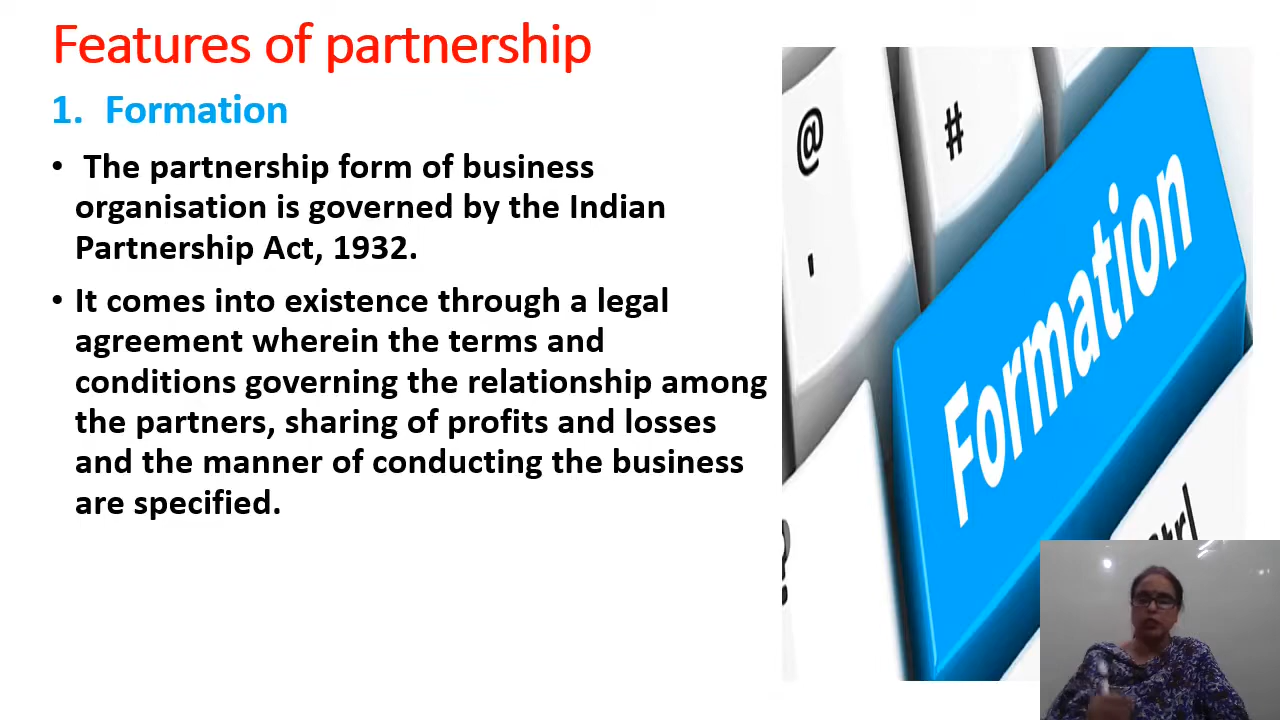 Features of partnership
1. Formation
• The partnership form of business
organisation is governed by the Indian
Partnership Act, 1932.
• It comes into existence through a legal
agreement wherein the terms and
conditions governing the relationship among
the partners, sharing of profits and losses
and the manner of conducting the business
are specified.
@
#
Formation